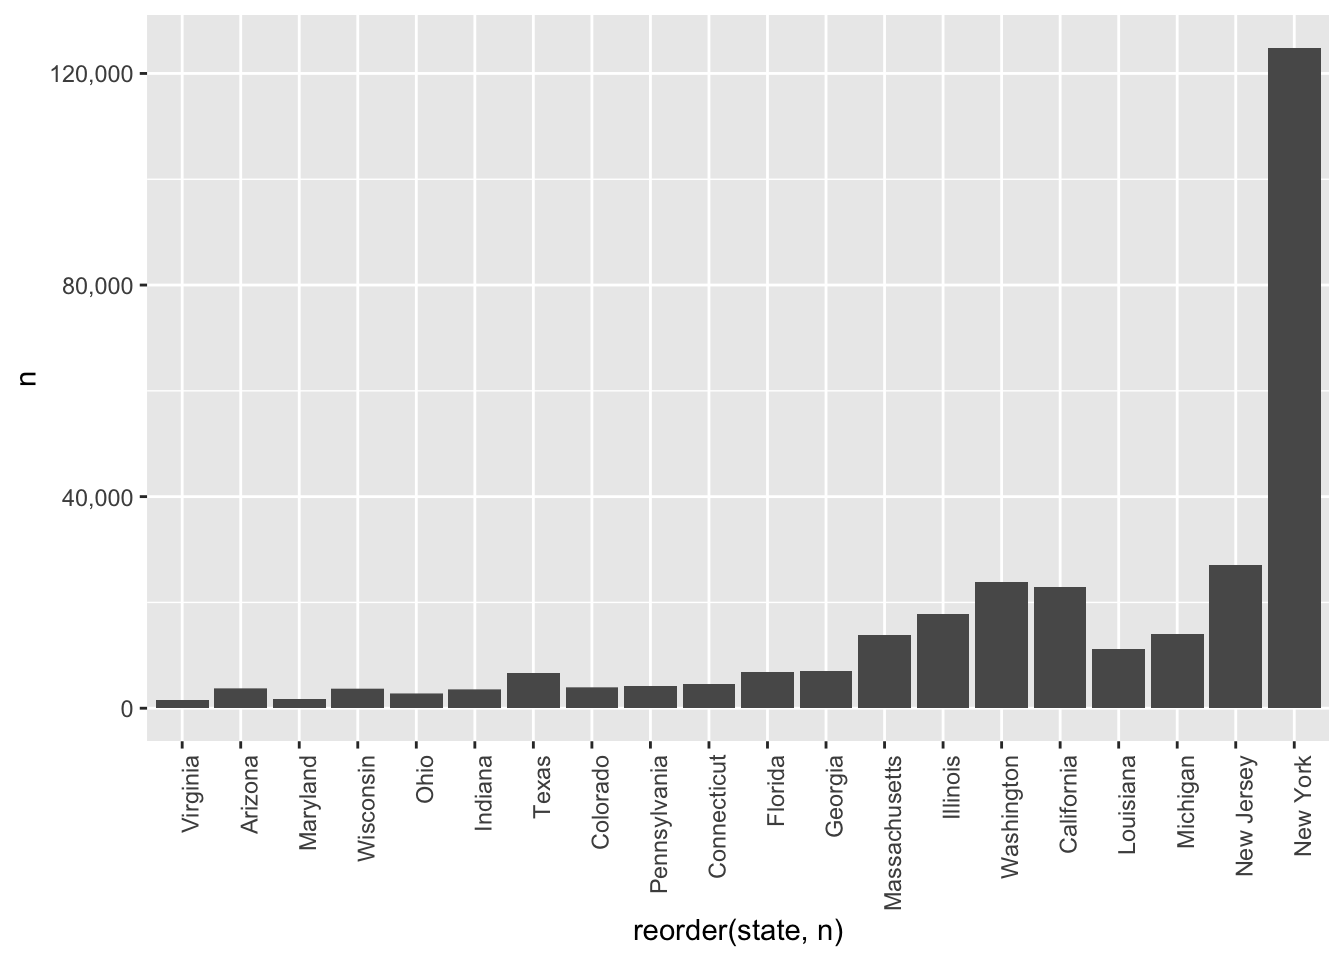 120,000
80,000
40,000
0
n
Virginia
Arizona
Maryland
Wisconsin
Ohio
Indiana
Texas
Colorado
Pennsylvania
Connecticut
Florida
Georgia
Massachusetts
Illinois
Washington
California
Louisiana
Michigan
New Jersey
New York
reorder(state, n)